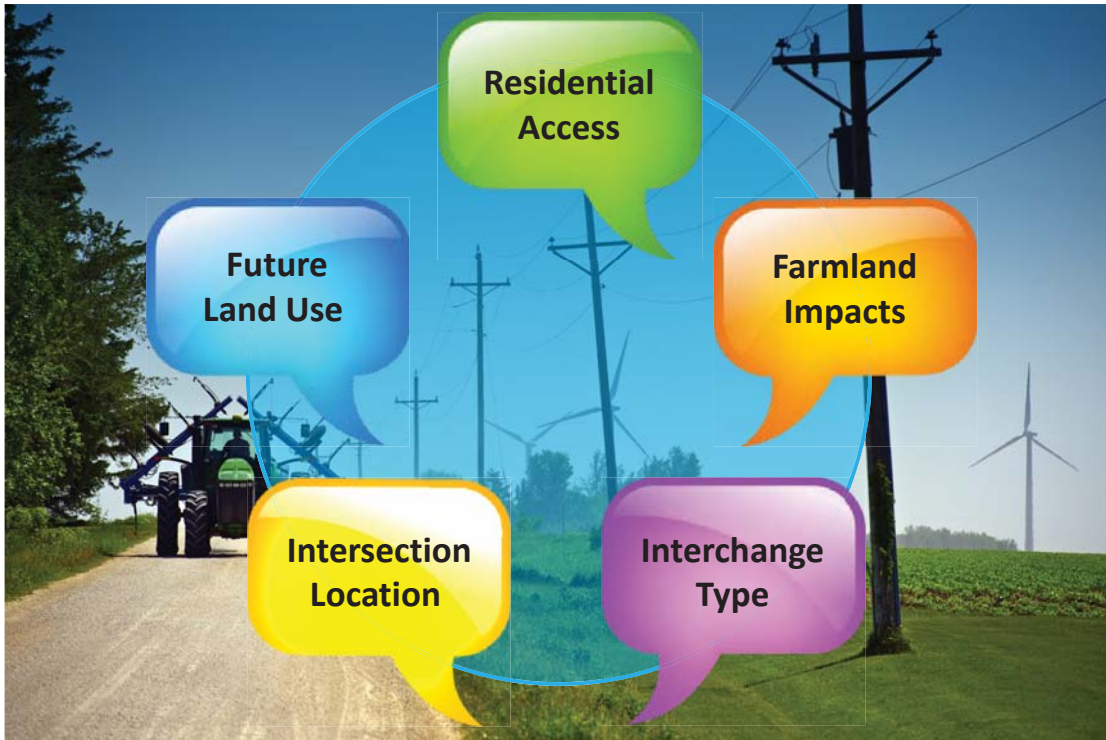 Residential
Access
Future
Land Use
Farmland
Impacts
Intersection
Location
Interchange
Type